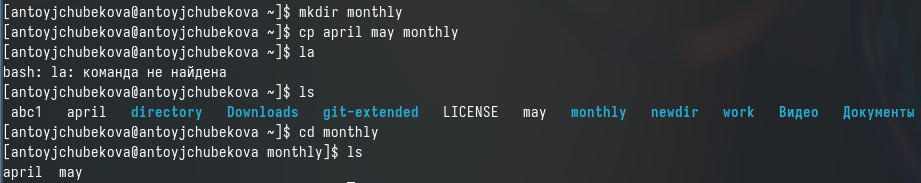 [antoyjchubekova@antoyjchubekova ~]$ mkdir monthly
[antoyjchubekova@antoyjchubekova ~]$ cp april may monthly
[antoyjchubekova@antoyjchubekova ~]$ la
bash: la: команда не найдена
[antoyjchubekova@antoyjchubekova ~]$ ls
abc1 april directory Downloads git-extended LICENSE may monthly newdir work Видео Документы
[antoyjchubekova@antoyjchubekova ~]$ cd monthly
[antoyjchubekova@antoyjchubekova monthly]$ ls
april may